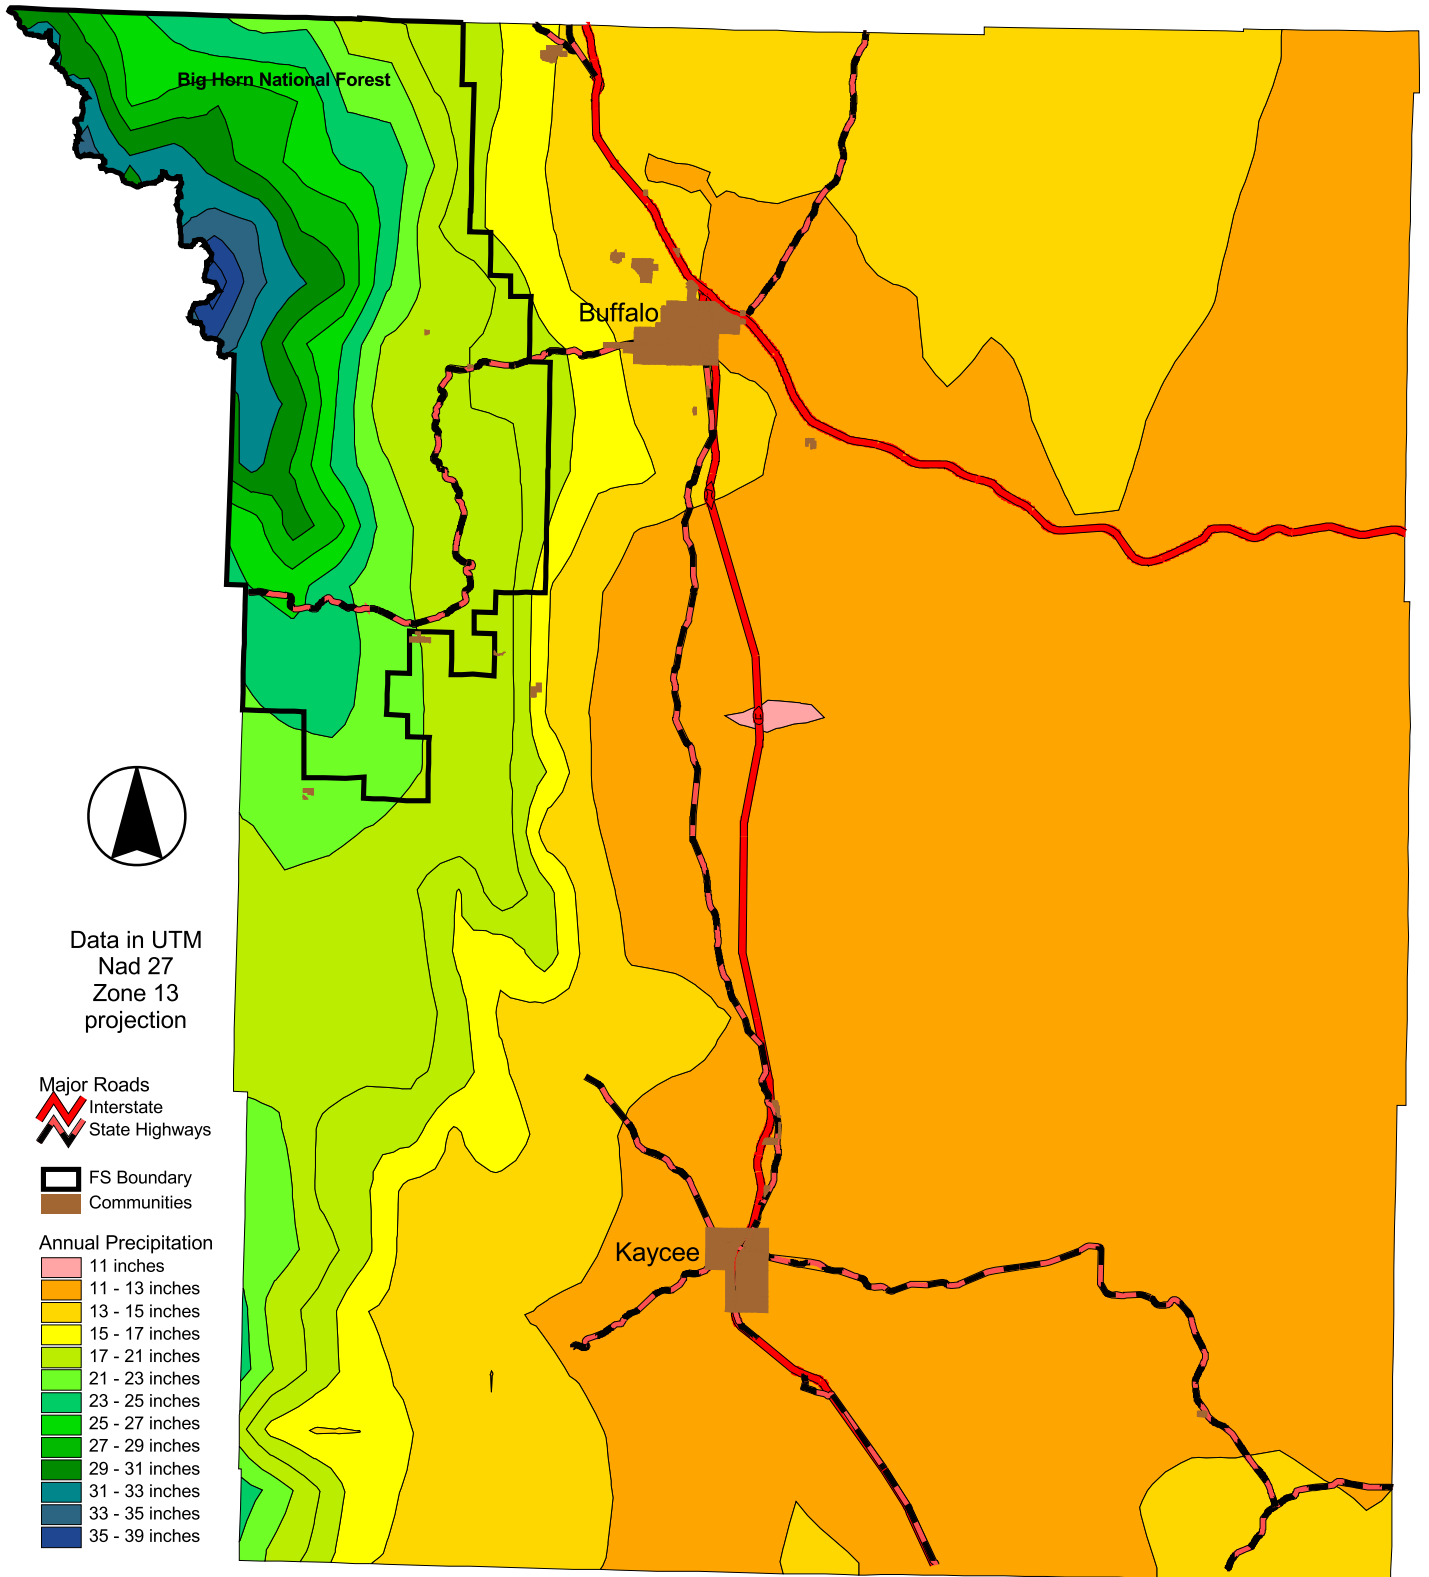 Big Horn National Forest
Buffalo
Data in UTM
Nad 27
Zone 13
projection
Major Roads
Interstate
State Highways
FS Boundary
Communities
Kaycee
Annual Precipitation
11 inches
11 - 13 inches
13 - 15 inches
15 - 17 inches
17 - 21 inches
21 - 23 inches
23 - 25 inches
25 - 27 inches
27 - 29 inches
29 - 31 inches
31 - 33 inches
33 - 35 inches
35 - 39 inches